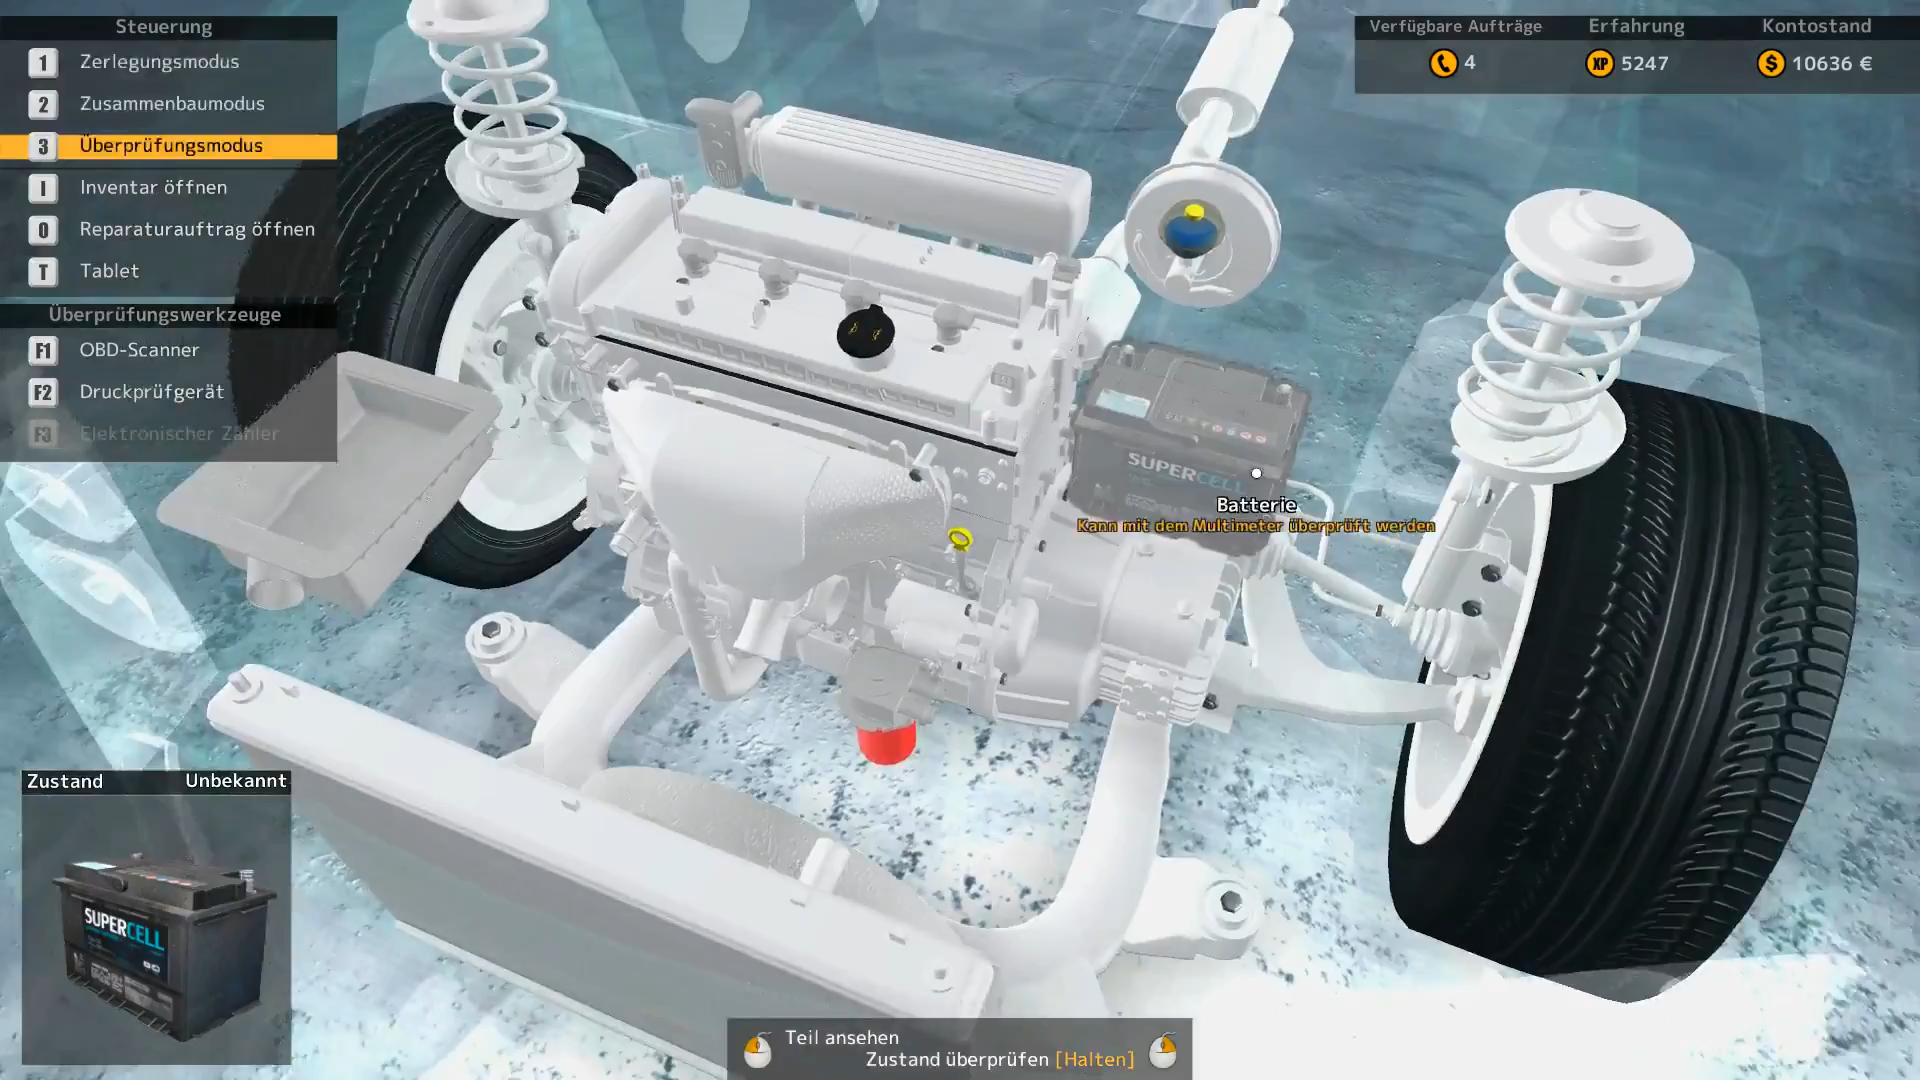 Steuerung
1 Zerlegungsmodus
2 Zusammenbaumodus
3 Überprüfungsmodus
I Inventar öffnen
O Reparaturauftrag öffnen
T Tablet
Überprüfungswerkzeuge
F1 OBD-Scanner
F2 Druckprüfgerät
F3 Elektronischer Zähler
Verfügbare Aufträge Erfahrung Kontostand
4 XP 5247 $ 10636 €
SUPERCELL
Batterie
Kann mit dem Multimeter überprüft werden
Zustand Unbekannt
SUPERCELL
Teil ansehen
Zustand überprüfen [Halten]